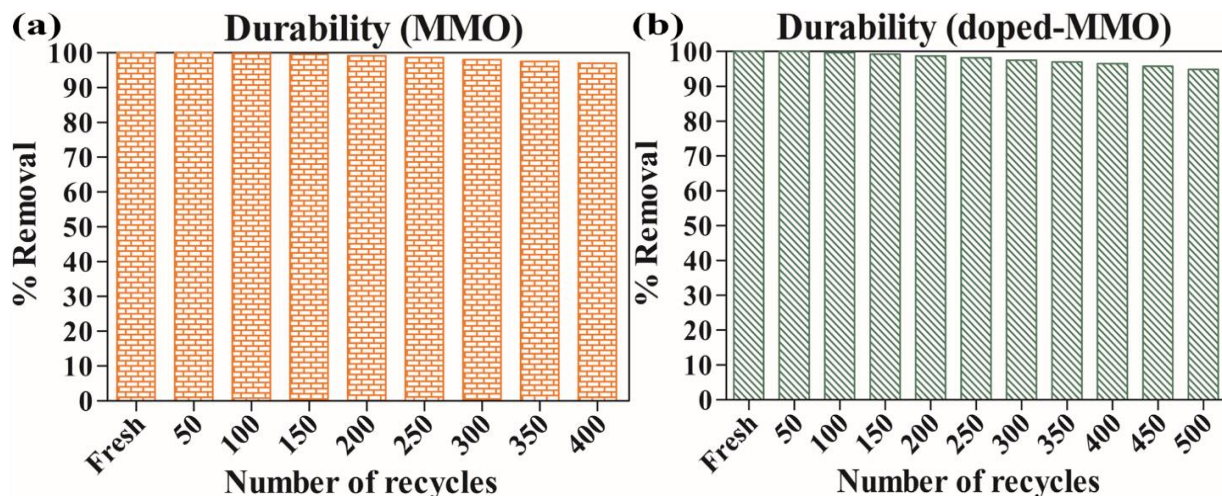 (a) Durability (MMO)
% Removal
100
90
80
70
60
50
40
30
20
10
0
Fresh 50 100 150 200 250 300 350 400
Number of recycles
(b) Durability (doped-MMO)
% Removal
100
90
80
70
60
50
40
30
20
10
0
Fresh 50 100 150 200 250 300 350 400 450 500
Number of recycles